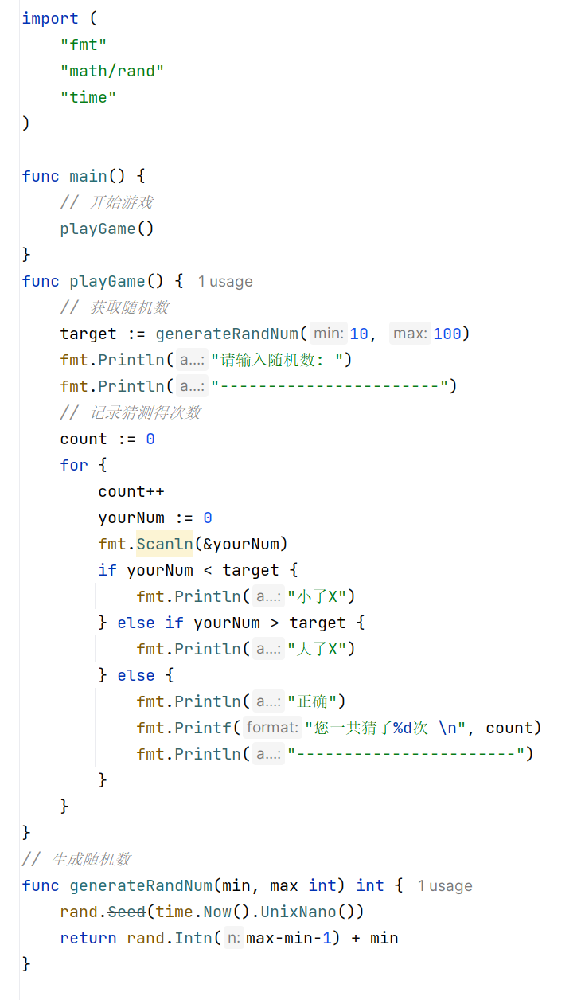 import (
    "fmt"
    "math/rand"
    "time"
)
func main() {
    // 开始游戏
    playGame()
}
func playGame() { 1 usage
    // 获取随机数
    target := generateRandNum( min: 10, max: 100)
    fmt.Println( a...: "请输入随机数: ")
    fmt.Println( a...: "-----------------------")
    // 记录猜测得次数
    count := 0
    for {
        count++
        yourNum := 0
        fmt.Scanln(&yourNum)
        if yourNum < target {
            fmt.Println( a...: "小了X")
        } else if yourNum > target {
            fmt.Println( a...: "大了X")
        } else {
            fmt.Println( a...: "正确")
            fmt.Printf( format: "您一共猜了%d次 \n", count)
            fmt.Println( a...: "-----------------------")
        }
    }
}
// 生成随机数
func generateRandNum(min, max int) int { 1 usage
    rand.Seed(time.Now().UnixNano())
    return rand.Intn( n: max-min-1) + min
}